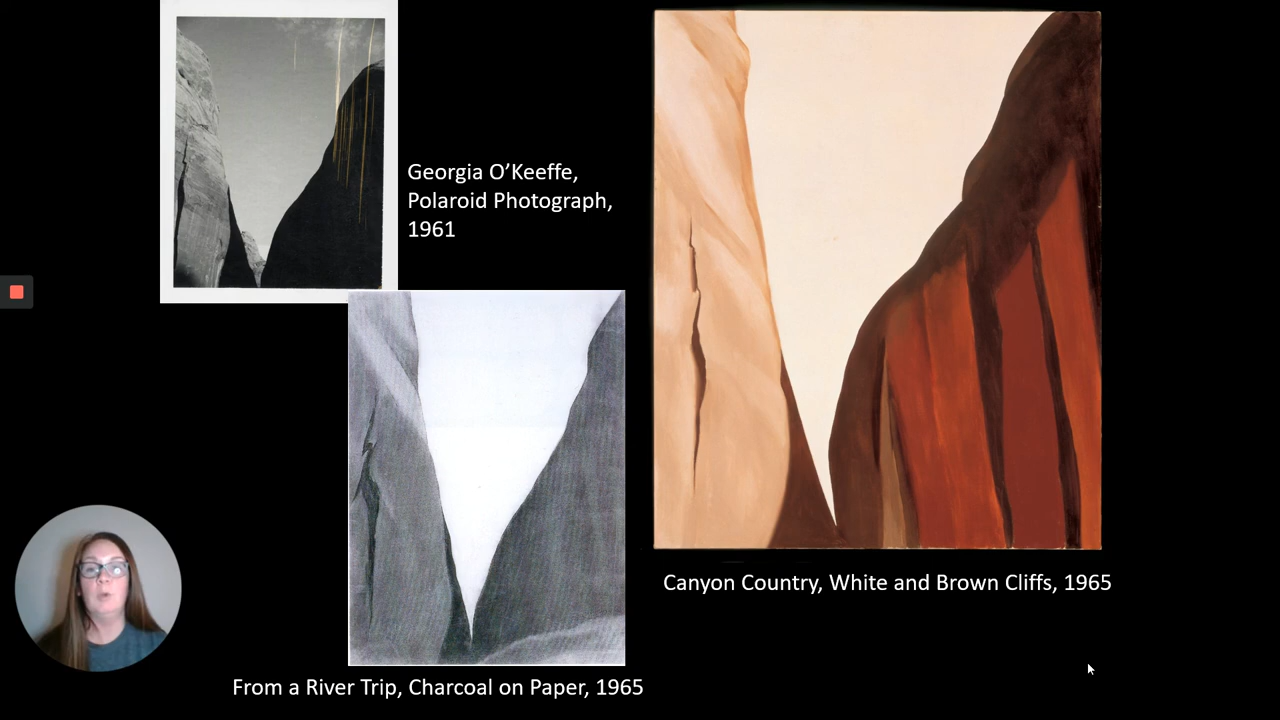 Georgia O’Keeffe,
Polaroid Photograph,
1961
Canyon Country, White and Brown Cliffs, 1965
From a River Trip, Charcoal on Paper, 1965